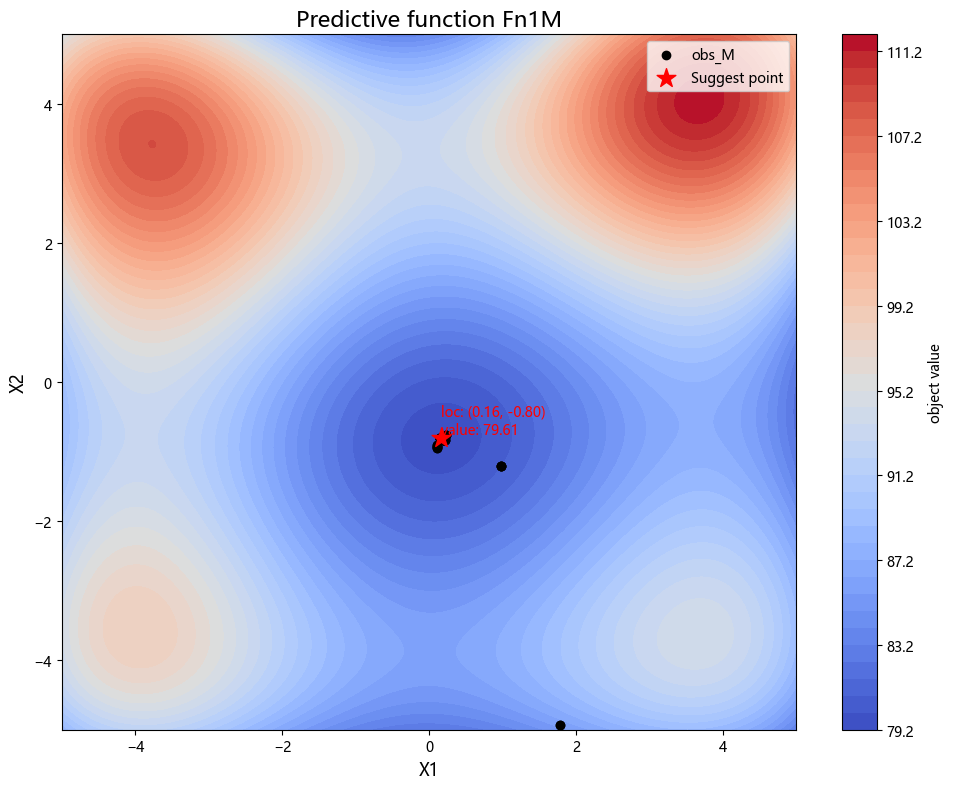 Predictive function Fn1M
obs_M
Suggest point
loc: (0.16, -0.80)
value: 79.61
4
2
0
−2
−4
X2
−4
−2
0
2
4
X1
111.2
107.2
103.2
99.2
95.2
91.2
87.2
83.2
79.2
object value